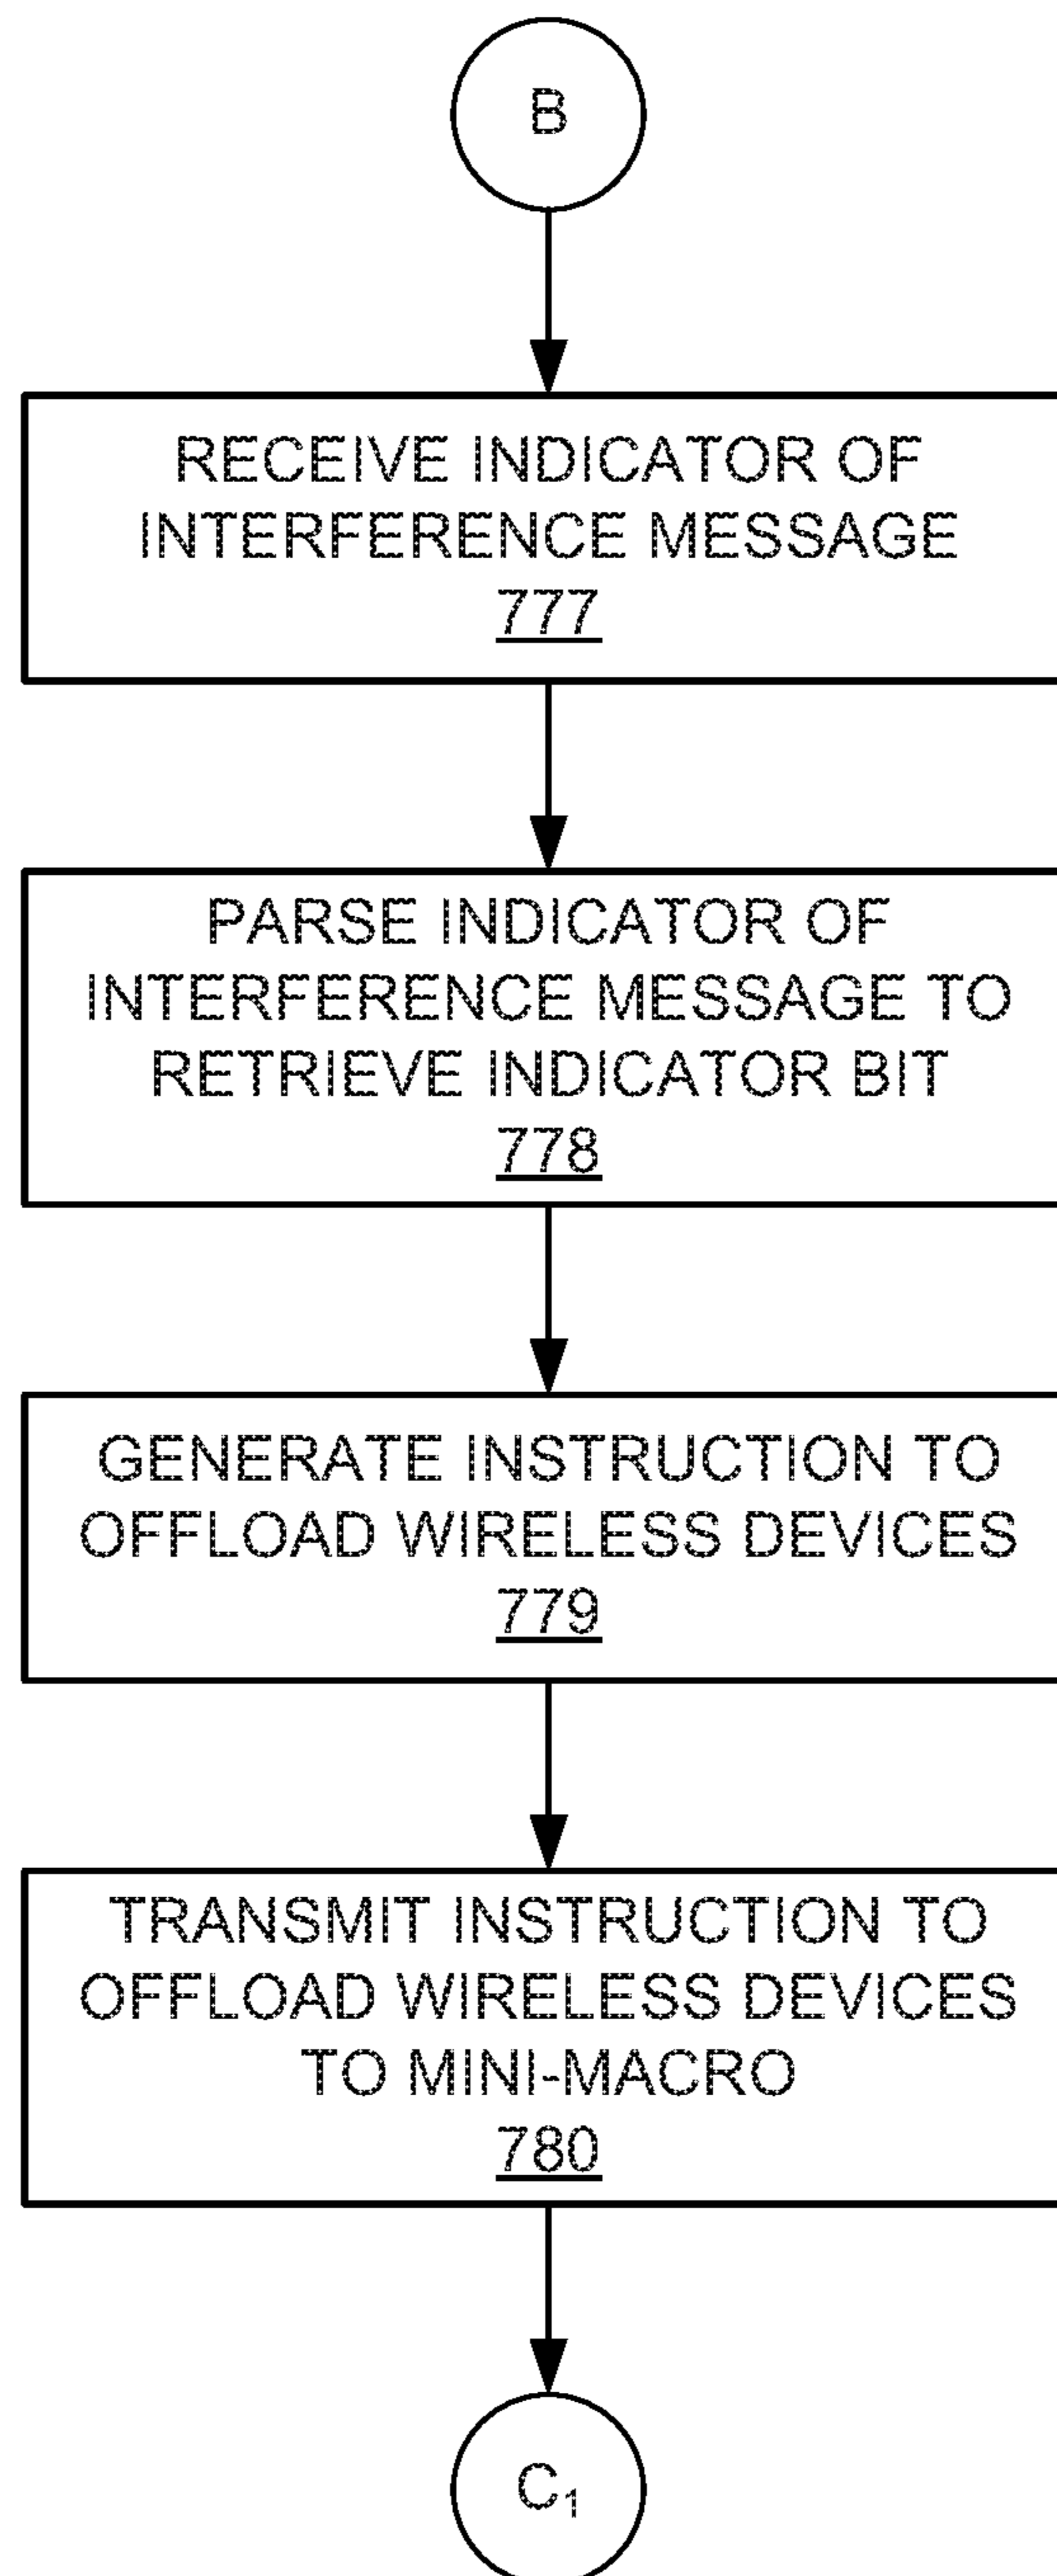 B
RECEIVE INDICATOR OF
INTERFERENCE MESSAGE
777
PARSE INDICATOR OF
INTERFERENCE MESSAGE TO
RETRIEVE INDICATOR BIT
778
GENERATE INSTRUCTION TO
OFFLOAD WIRELESS DEVICES
779
TRANSMIT INSTRUCTION TO
OFFLOAD WIRELESS DEVICES
TO MINI-MACRO
780
C₁